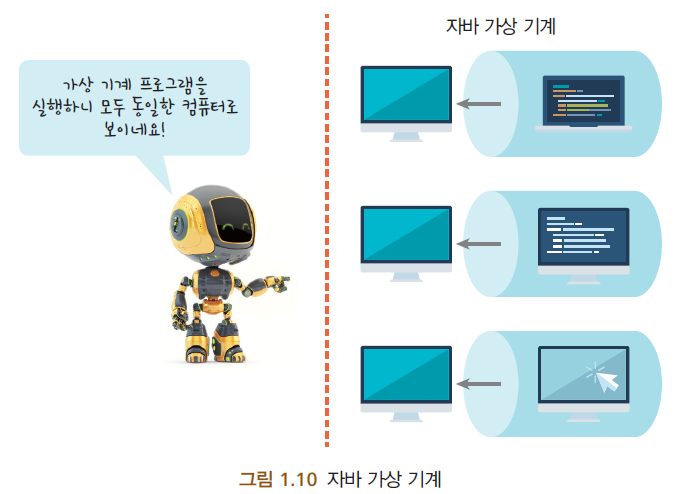 자바 가상 기계
가상 기계 프로그램을
실행하니 모두 동일한 컴퓨터로
보이네요!
그림 1.10 자바 가상 기계